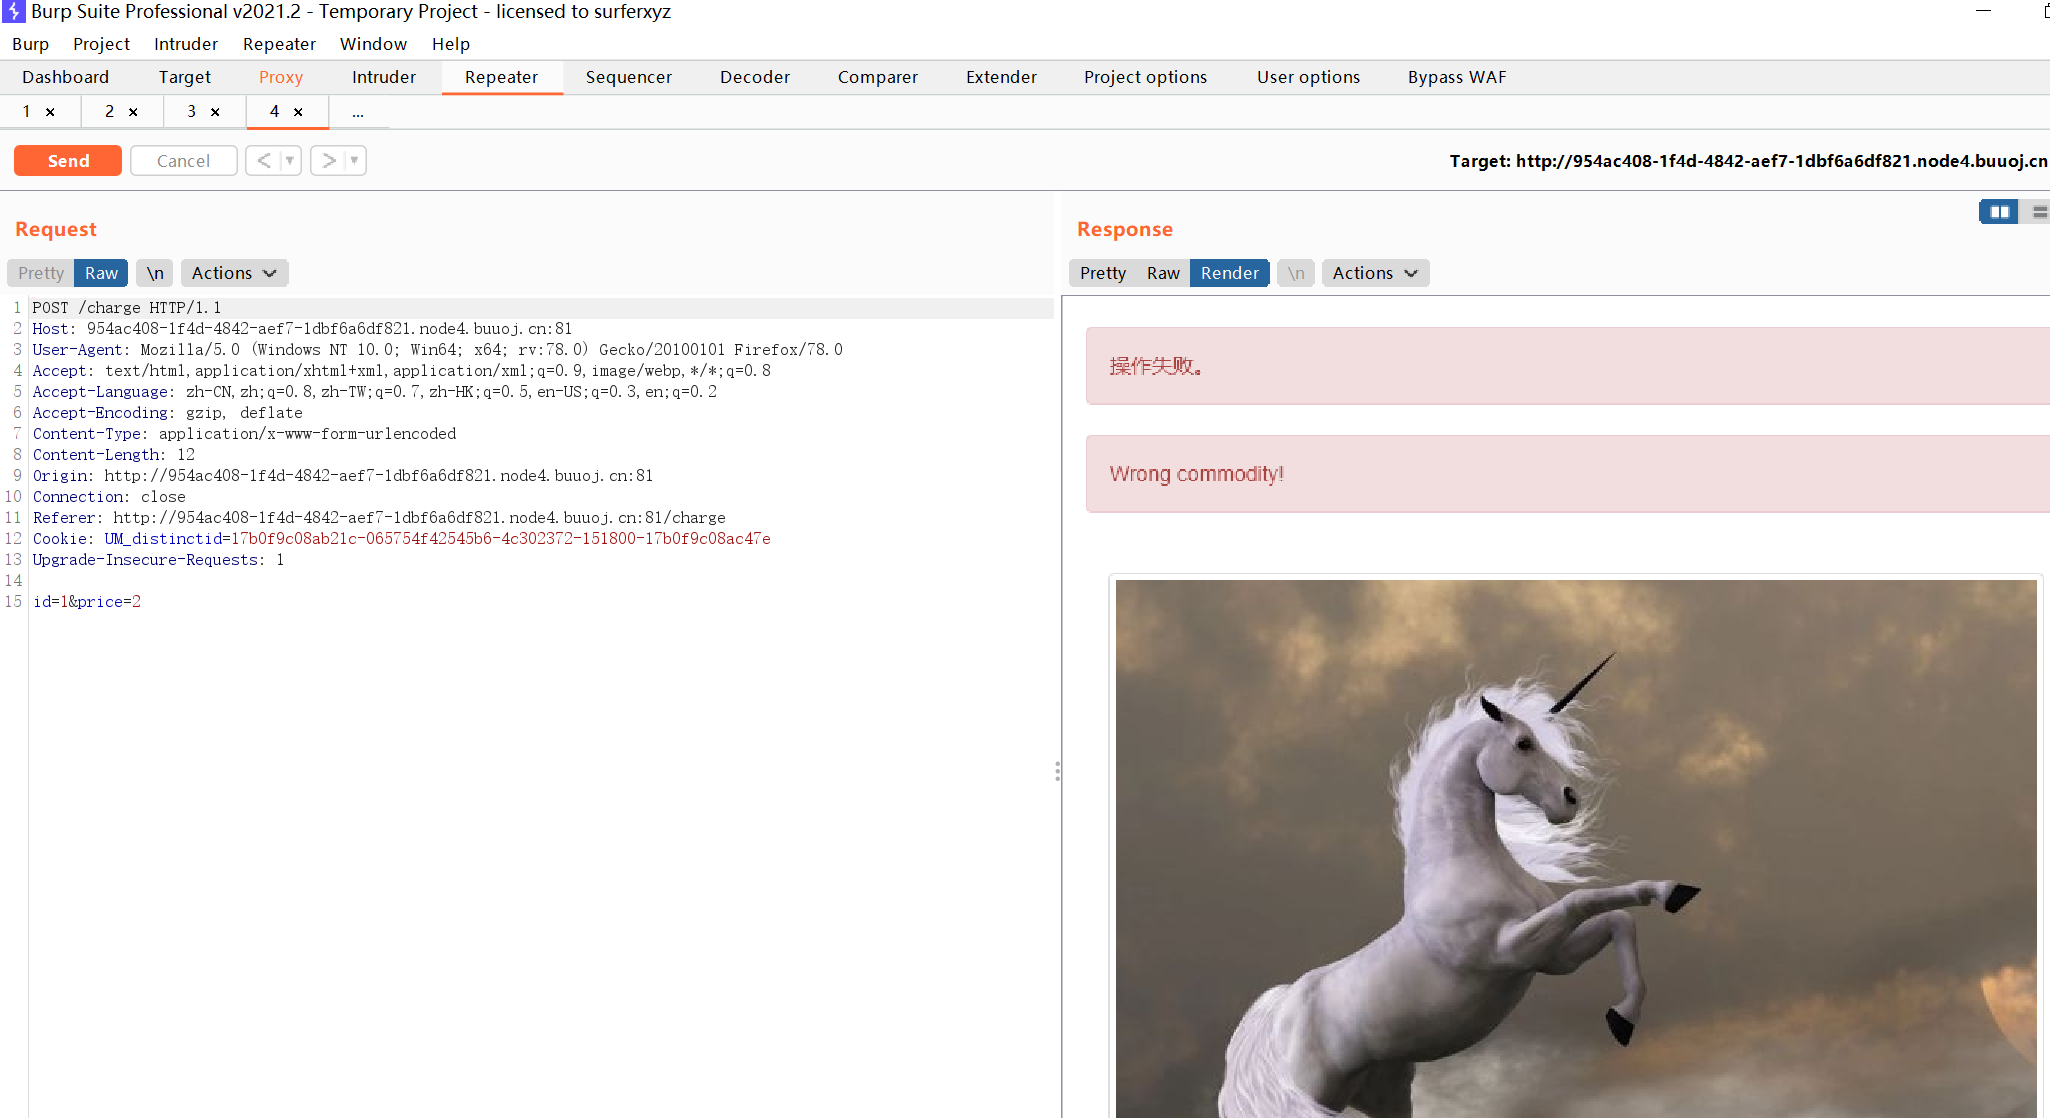 Burp Suite Professional v2021.2 - Temporary Project - licensed to surferxyz
Burp Project Intruder Repeater Window Help
Dashboard Target Proxy Intruder Repeater Sequencer Decoder Comparer Extender Project options User options Bypass WAF
1 × 2 × 3 × 4 × ...
Send Cancel < ▼ > ▼ Target: http://954ac408-1f4d-4842-aef7-1dbf6a6df821.node4.buuoj.cn
Request
Pretty Raw \n Actions
1 POST /charge HTTP/1.1
2 Host: 954ac408-1f4d-4842-aef7-1dbf6a6df821.node4.buuoj.cn:81
3 User-Agent: Mozilla/5.0 (Windows NT 10.0; Win64; x64; rv:78.0) Gecko/20100101 Firefox/78.0
4 Accept: text/html,application/xhtml+xml,application/xml;q=0.9,image/webp,*/*;q=0.8
5 Accept-Language: zh-CN,zh;q=0.8,zh-TW;q=0.7,zh-HK;q=0.5,en-US;q=0.3,en;q=0.2
6 Accept-Encoding: gzip, deflate
7 Content-Type: application/x-www-form-urlencoded
8 Content-Length: 12
9 Origin: http://954ac408-1f4d-4842-aef7-1dbf6a6df821.node4.buuoj.cn:81
10 Connection: close
11 Referer: http://954ac408-1f4d-4842-aef7-1dbf6a6df821.node4.buuoj.cn:81/charge
12 Cookie: UM_distinctid=17b0f9c08ab21c-065754f42545b6-4c302372-151800-17b0f9c08ac47e
13 Upgrade-Insecure-Requests: 1
14
15 id=1&price=2
Response
Pretty Raw Render \n Actions
操作失败。
Wrong commodity!